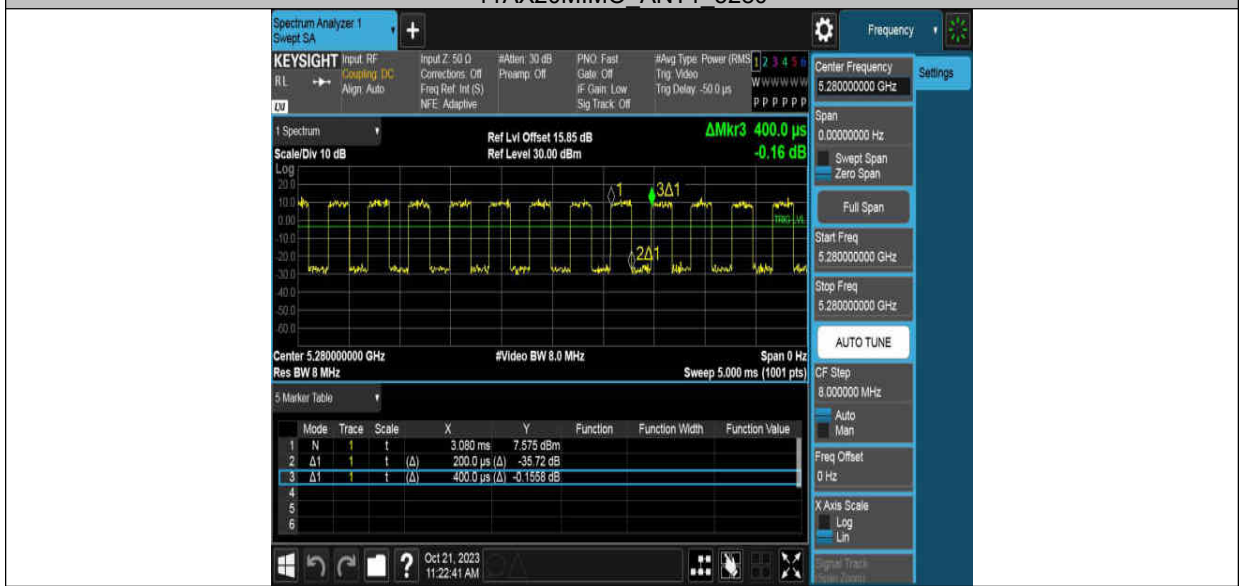 11AX20MIMO_ANT1_5280
Spectrum Analyzer 1
Swept SA
+
Frequency
KEYSIGHT
RL
Input: RF
Coupling: DC
Align: Auto
Input Z: 50 Ω
Corrections: Off
Freq Ref: Int (S)
NFE: Adaptive
#Atten: 30 dB
Preamp: Off
PNO: Fast
Gate: Off
IF Gain: Low
Sig Track: Off
#Avg Type: Power (RMS
Trig: Video
Trig Delay: -50.0 µs
1 2 3 4 5 6
W W W W W W
P P P P P P
Center Frequency
5.280000000 GHz
Settings
Span
0.00000000 Hz
Swept Span
Zero Span
Full Span
Start Freq
5.280000000 GHz
Stop Freq
5.280000000 GHz
AUTO TUNE
CF Step
8.000000 MHz
Auto
Man
Freq Offset
0 Hz
X Axis Scale
Log
Lin
Signal Track
(Span Zoom)
1 Spectrum
Scale/Div 10 dB
Ref Lvl Offset 15.85 dB
Ref Level 30.00 dBm
ΔMkr3 400.0 µs
-0.16 dB
Log
20.0
10.0
0.00
-10.0
-20.0
-30.0
-40.0
-50.0
-60.0
1
3Δ1
2Δ1
TRIG LVL
Center 5.280000000 GHz
#Video BW 8.0 MHz
Span 0 Hz
Res BW 8 MHz
Sweep 5.000 ms (1001 pts)
5 Marker Table
Mode Trace Scale X Y Function Function Width Function Value
1 N 1 t 3.080 ms 7.575 dBm
2 Δ1 1 t (Δ) 200.0 µs (Δ) -35.72 dB
3 Δ1 1 t (Δ) 400.0 µs (Δ) -0.1558 dB
4
5
6
?
Oct 21, 2023
11:22:41 AM